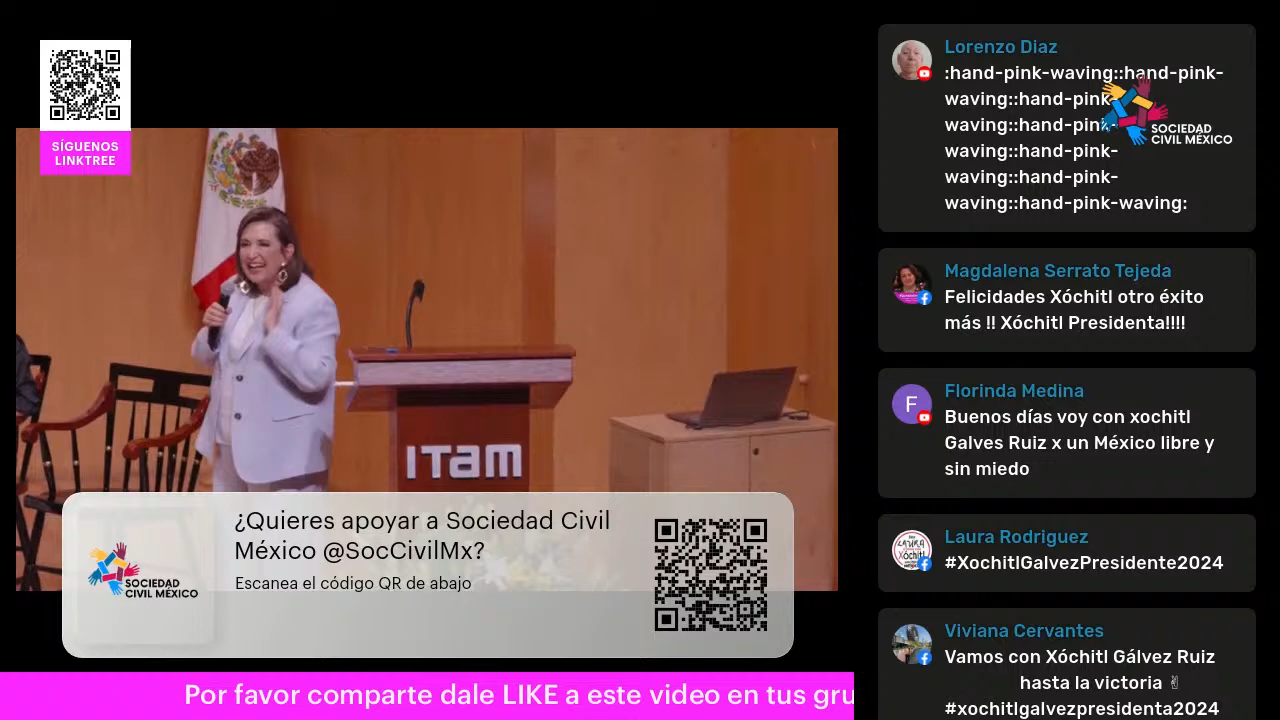 SÍGUENOS
LINKTREE
ITAM
¿Quieres apoyar a Sociedad Civil
México @SocCivilMx?
Escanea el código QR de abajo
SOCIEDAD
CIVIL MÉXICO
Por favor comparte dale LIKE a este video en tus gru
Lorenzo Diaz
:hand-pink-waving::hand-pink-
waving::hand-pink-
waving::hand-pink-
waving::hand-pink-
waving::hand-pink-
waving::hand-pink-waving:
SOCIEDAD
CIVIL MÉXICO
Magdalena Serrato Tejeda
Felicidades Xóchitl otro éxito
más !! Xóchitl Presidenta!!!!
F
Florinda Medina
Buenos días voy con xochitl
Galves Ruiz x un México libre y
sin miedo
Laura Rodriguez
#XochitlGalvezPresidente2024
Viviana Cervantes
Vamos con Xóchitl Gálvez Ruiz
hasta la victoria ✌
#xochitlgalvezpresidenta2024